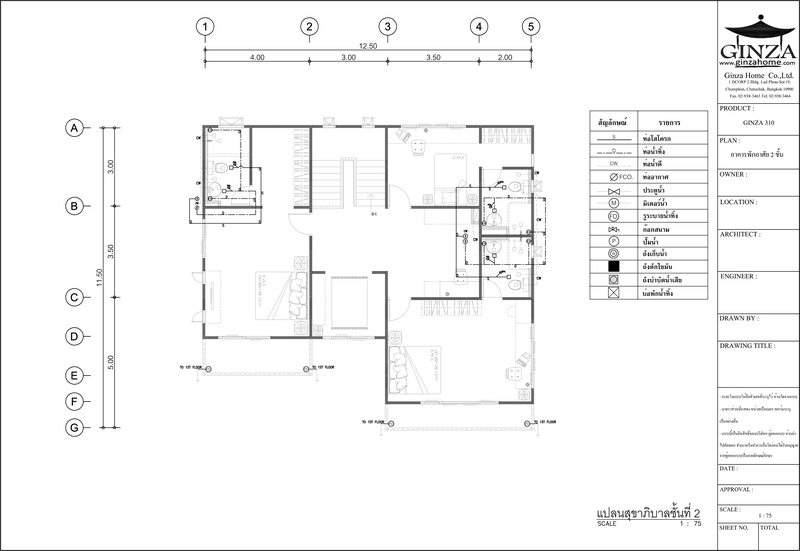 1
2
3
4
5
12.50
4.00
3.00
3.50
2.00
A
B
C
D
E
F
G
3.00
3.50
11.50
5.00
TO 1ST FLOOR
TO 1ST FLOOR
TO 1ST FLOOR
TO 1ST FLOOR
CW
CW
CW
CW
สัญลักษณ์ รายการ
S ท่อโสโครก
ท่อน้ำทิ้ง
CW ท่อน้ำดี
FCO. ท่ออากาศ
ประตูน้ำ
M มิเตอร์น้ำ
FD รูระบายน้ำทิ้ง
ก๊อกสนาม
P ปั๊มน้ำ
ถังเก็บน้ำ
ถังดักไขมัน
ถังบำบัดน้ำเสีย
บ่อพักน้ำทิ้ง
แปลนสุขาภิบาลชั้นที่ 2
SCALE 1 : 75
GINZA
www.ginzahome.com
Ginza Home Co.,Ltd.
1 DCORP 2 Bldg. Lad Phrao Soi 19,
Chomphon, Chatuchak, Bangkok 10900
Fax. 02-938-3463 Tel. 02-938-3464
PRODUCT :
GINZA 310
PLAN :
อาคารพักอาศัย 2 ชั้น
OWNER :
LOCATION :
ARCHITECT :
ENGINEER :
DRAWN BY :
DRAWING TITLE :
DATE :
APPROVAL :
SCALE :
1 : 75
SHEET NO. TOTAL